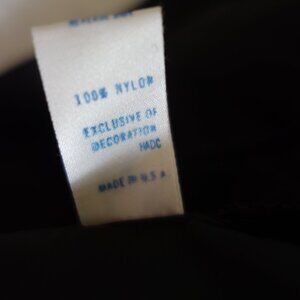 100% NYLON
EXCLUSIVE OF
DECORATION
HADC
MADE IN U.S.A.